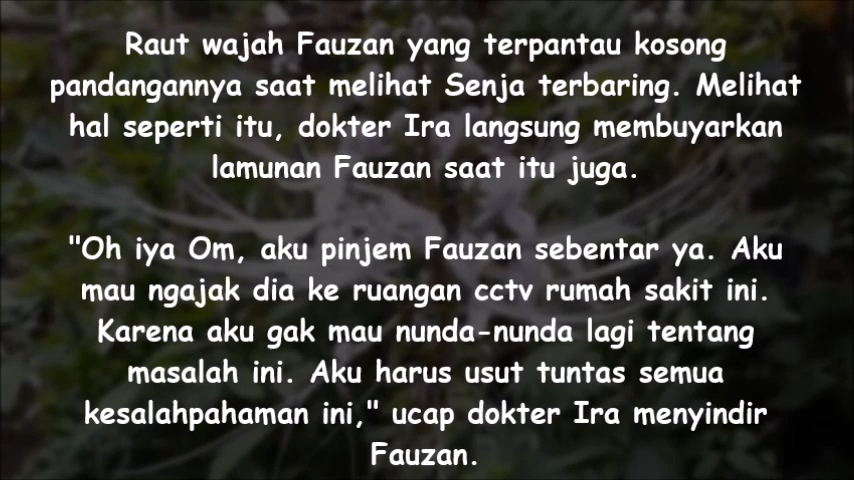 Raut wajah Fauzan yang terpantau kosong
pandangannya saat melihat Senja terbaring. Melihat
hal seperti itu, dokter Ira langsung membuyarkan
lamunan Fauzan saat itu juga.
"Oh iya Om, aku pinjem Fauzan sebentar ya. Aku
mau ngajak dia ke ruangan cctv rumah sakit ini.
Karena aku gak mau nunda-nunda lagi tentang
masalah ini. Aku harus usut tuntas semua
kesalahpahaman ini," ucap dokter Ira menyindir
Fauzan.